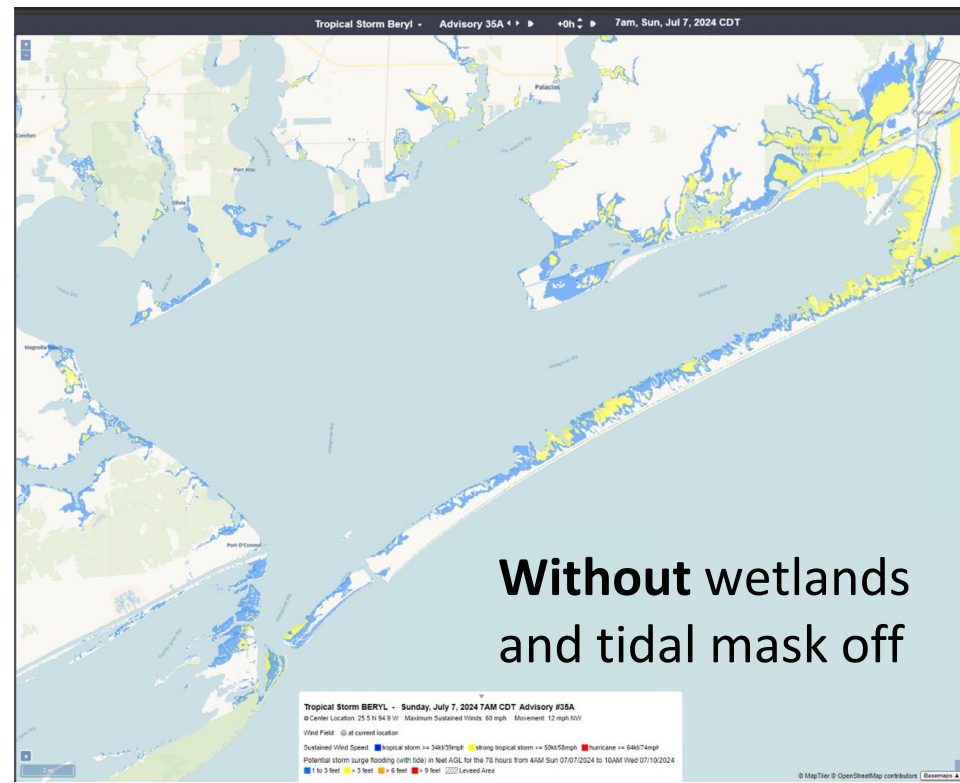 Tropical Storm Beryl - Advisory 35A +0h 7am, Sun, Jul 7, 2024 CDT
Palacios
Comfort
Port Alto
Olivia
Magnolia Beach
Port O'Connor
Without wetlands
and tidal mask off
Tropical Storm BERYL - Sunday, July 7, 2024 7AM CDT Advisory #35A
Center Location: 25.5 N 94.9 W Maximum Sustained Winds: 60 mph Movement: 12 mph NW
Wind Field: at current location
Sustained Wind Speed: tropical storm >= 34kt/39mph strong tropical storm >= 50kt/58mph hurricane >= 64kt/74mph
Potential storm surge flooding (with tide) in feet AGL for the 78 hours from 4AM Sun 07/07/2024 to 10AM Wed 07/10/2024
1 to 3 feet > 3 feet > 6 feet > 9 feet Leveed Area
© MapTiler © OpenStreetMap contributors Basemaps